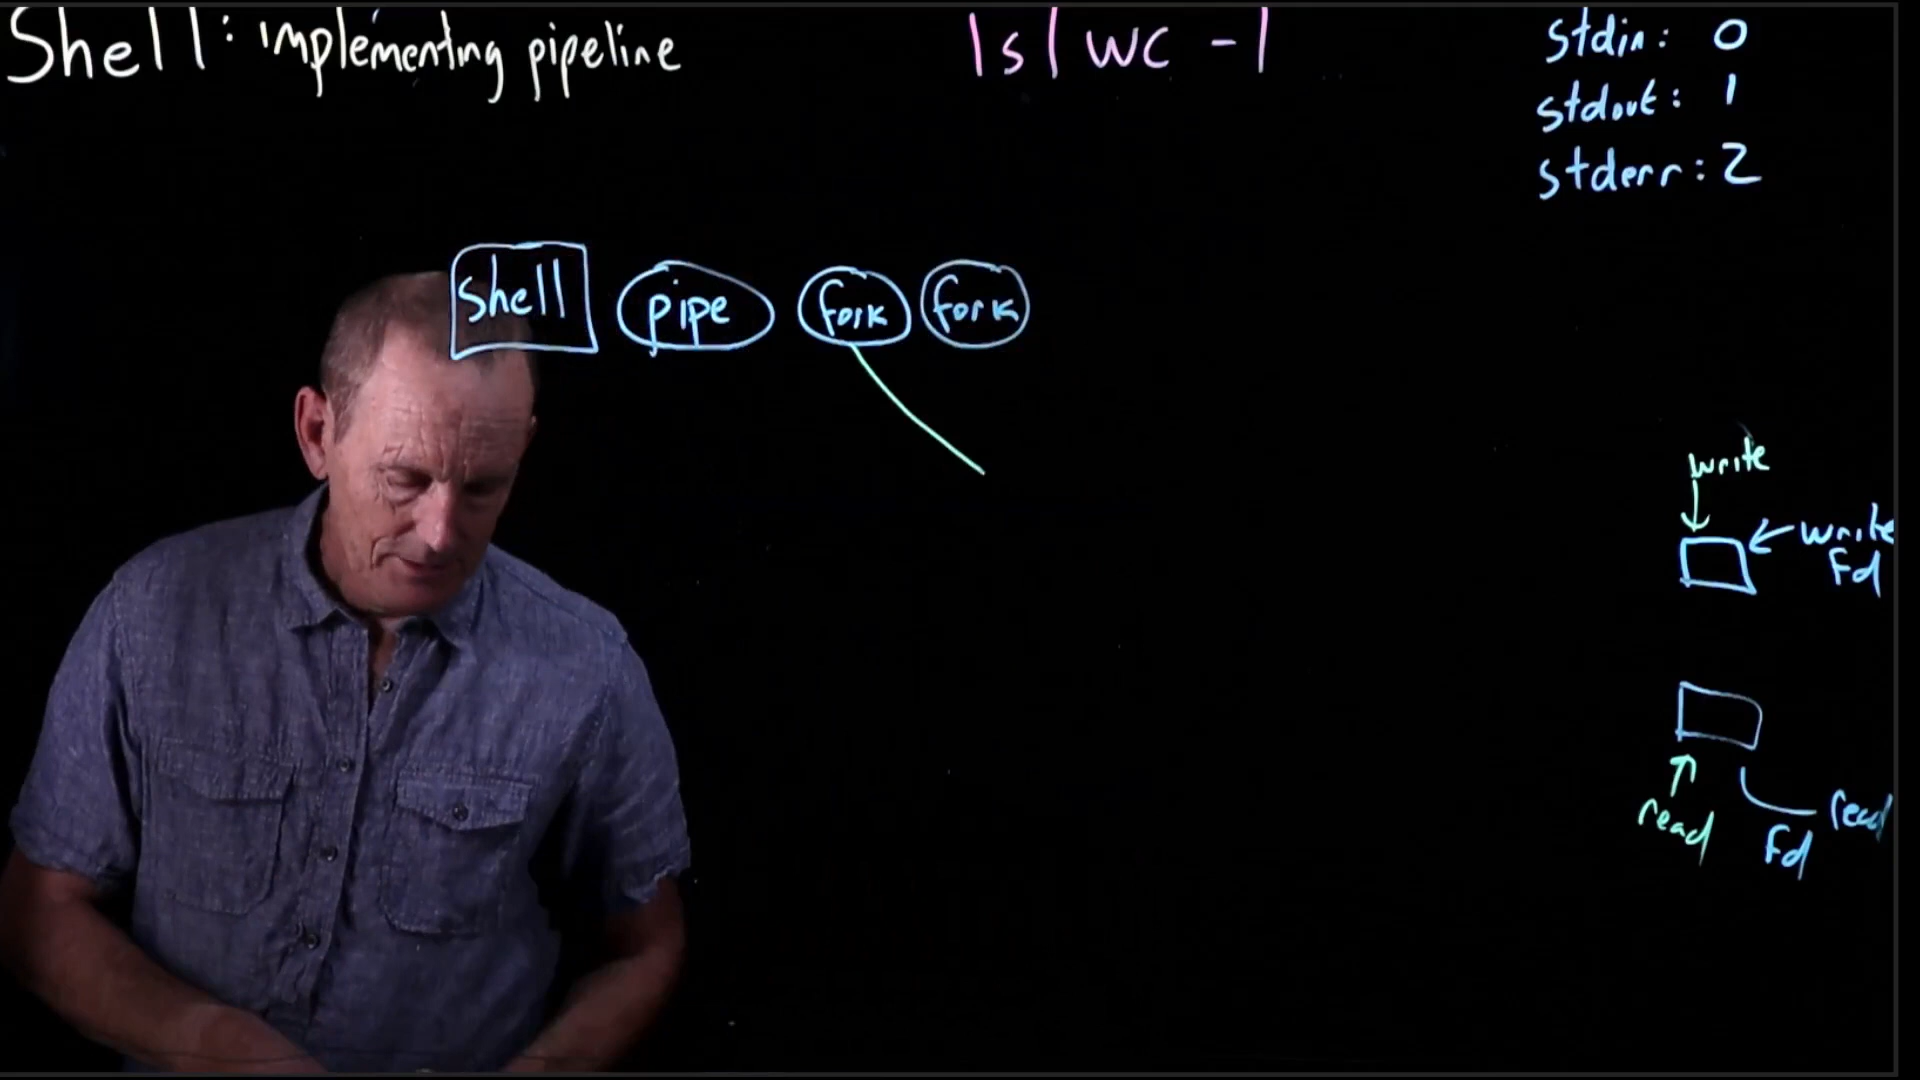 Shell: implementing pipeline
ls | wc -l
stdin: 0
stdout: 1
stderr: 2
shell
pipe
fork
fork
write
write
fd
read
read
fd